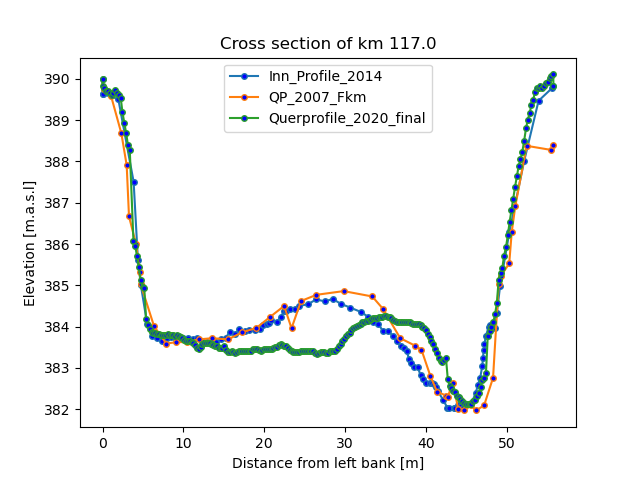 Cross section of km 117.0
Inn_Profile_2014
QP_2007_Fkm
Querprofile_2020_final
Elevation [m.a.s.l]
390
389
388
387
386
385
384
383
382
0 10 20 30 40 50
Distance from left bank [m]